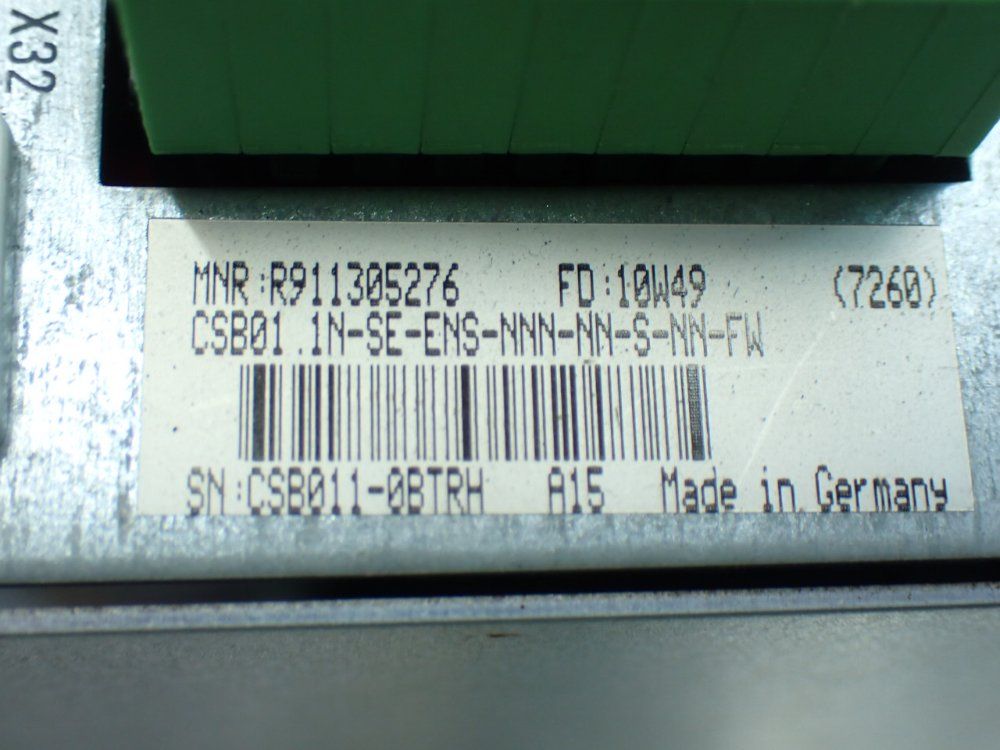 X32
MNR:R911305276 FD:10W49 (7260)
CSB01.1N-SE-ENS-NNN-NN-S-NN-FW
SN:CSB011-0BTRH A15 Made in Germany